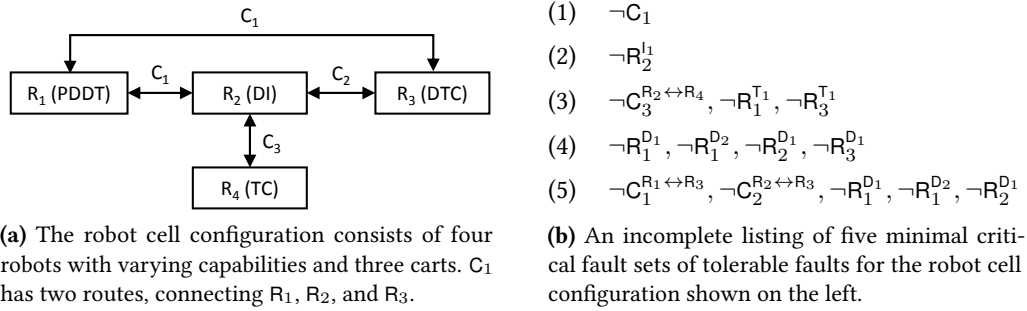 C₁
R₁ (PDDT)
C₁
R₂ (DI)
C₂
R₃ (DTC)
C₃
R₄ (TC)
(a) The robot cell configuration consists of four
robots with varying capabilities and three carts. C₁
has two routes, connecting R₁, R₂, and R₃.
(1) ¬C₁
(2) ¬R₂^I₁
(3) ¬C₃^R₂↔R₄, ¬R₁^T₁, ¬R₃^T₁
(4) ¬R₁^D₁, ¬R₁^D₂, ¬R₂^D₁, ¬R₃^D₁
(5) ¬C₁^R₁↔R₃, ¬C₂^R₂↔R₃, ¬R₁^D₁, ¬R₁^D₂, ¬R₂^D₁
(b) An incomplete listing of five minimal criti-
cal fault sets of tolerable faults for the robot cell
configuration shown on the left.